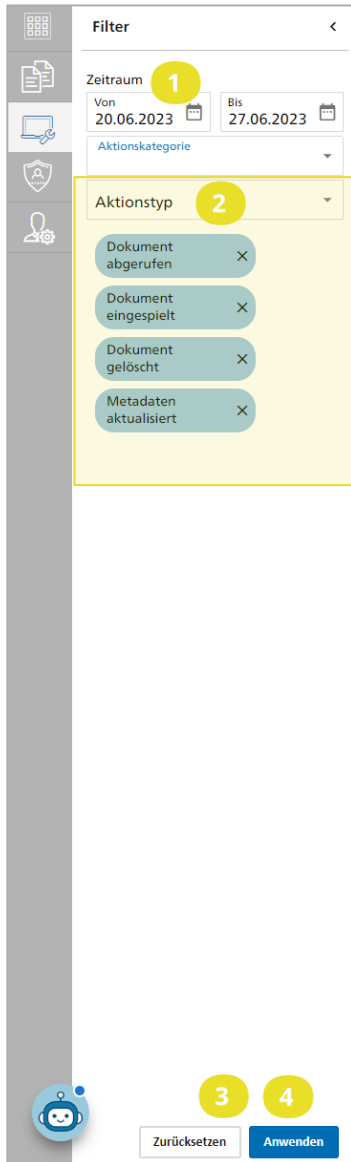 Filter
Zeitraum 1
Von
20.06.2023
Bis
27.06.2023
Aktionskategorie
Aktionstyp 2
Dokument
abgerufen
Dokument
eingespielt
Dokument
gelöscht
Metadaten
aktualisiert
3 4
Zurücksetzen Anwenden